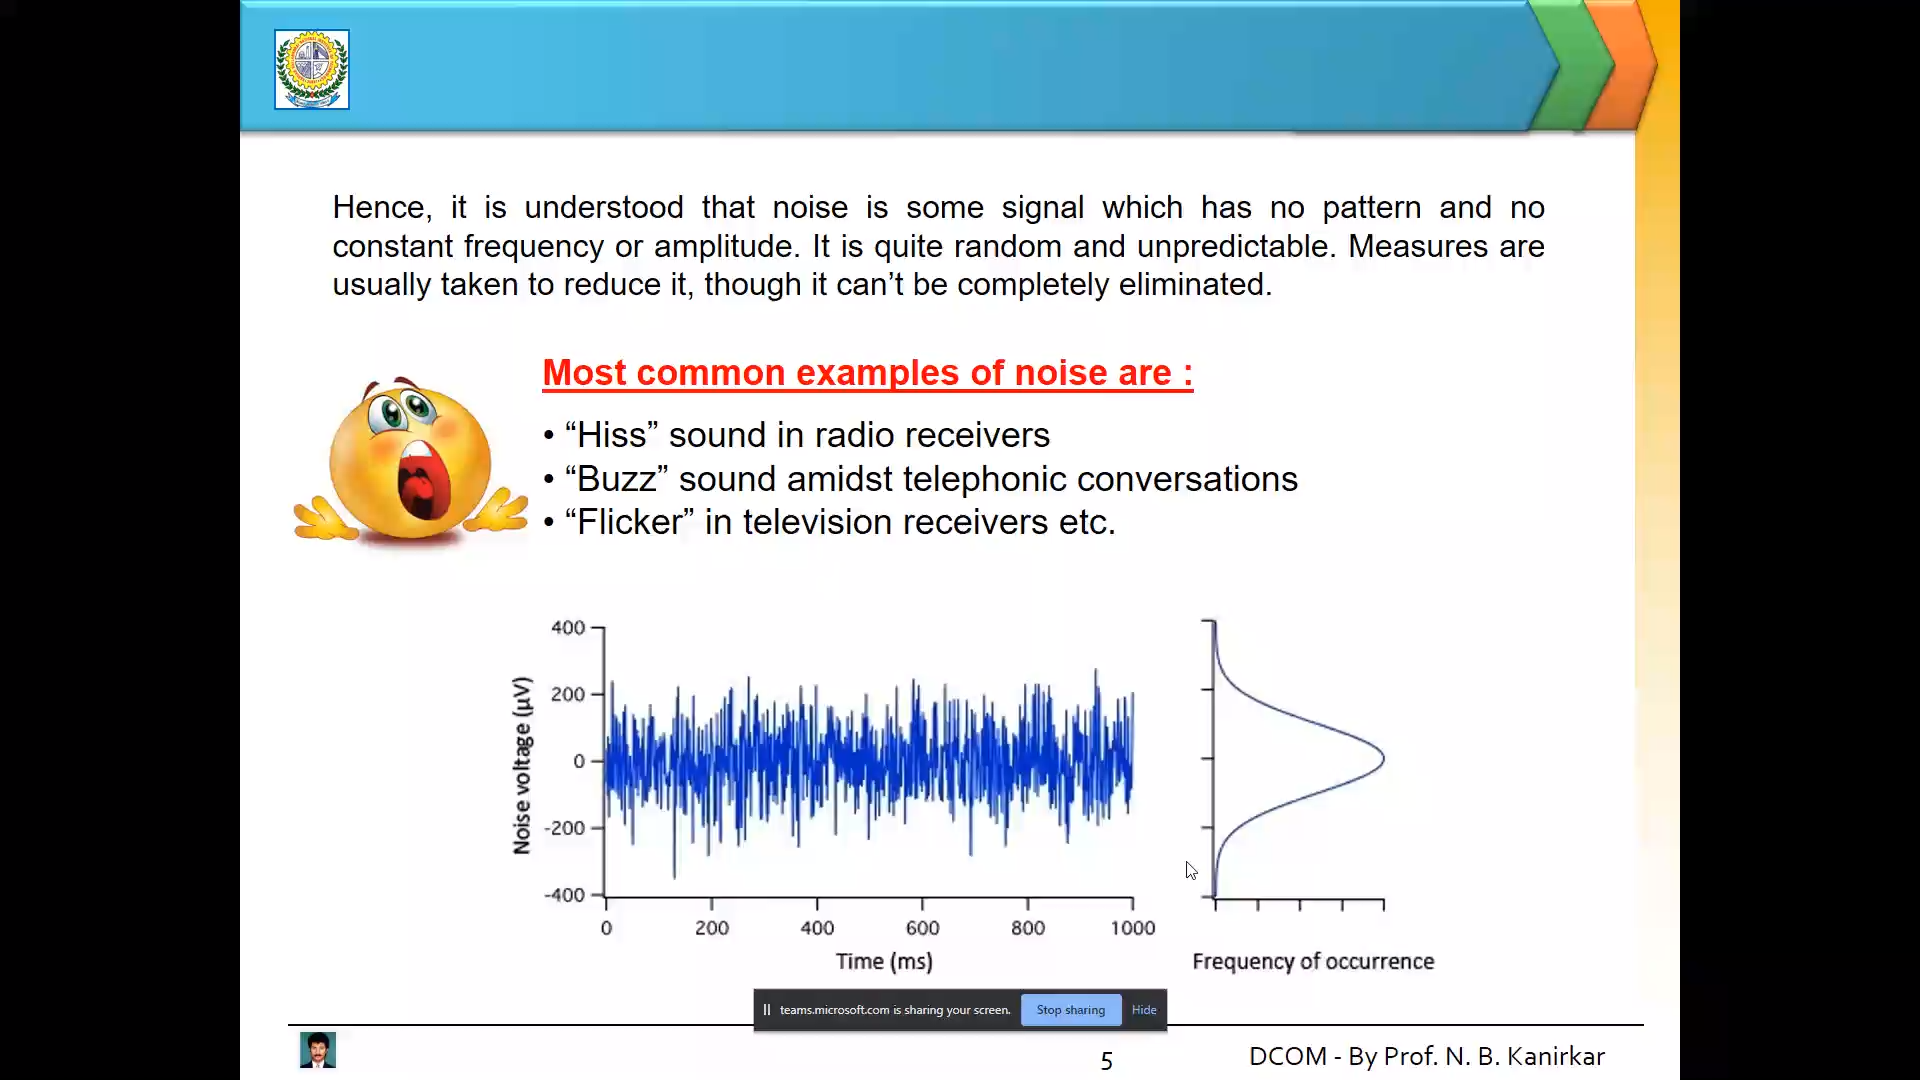 Hence, it is understood that noise is some signal which has no pattern and no
constant frequency or amplitude. It is quite random and unpredictable. Measures are
usually taken to reduce it, though it can’t be completely eliminated.
Most common examples of noise are :
• “Hiss” sound in radio receivers
• “Buzz” sound amidst telephonic conversations
• “Flicker” in television receivers etc.
Noise voltage (µV)
400
200
0
-200
-400
0 200 400 600 800 1000
Time (ms)
Frequency of occurrence
teams.microsoft.com is sharing your screen. Stop sharing Hide
5
DCOM - By Prof. N. B. Kanirkar